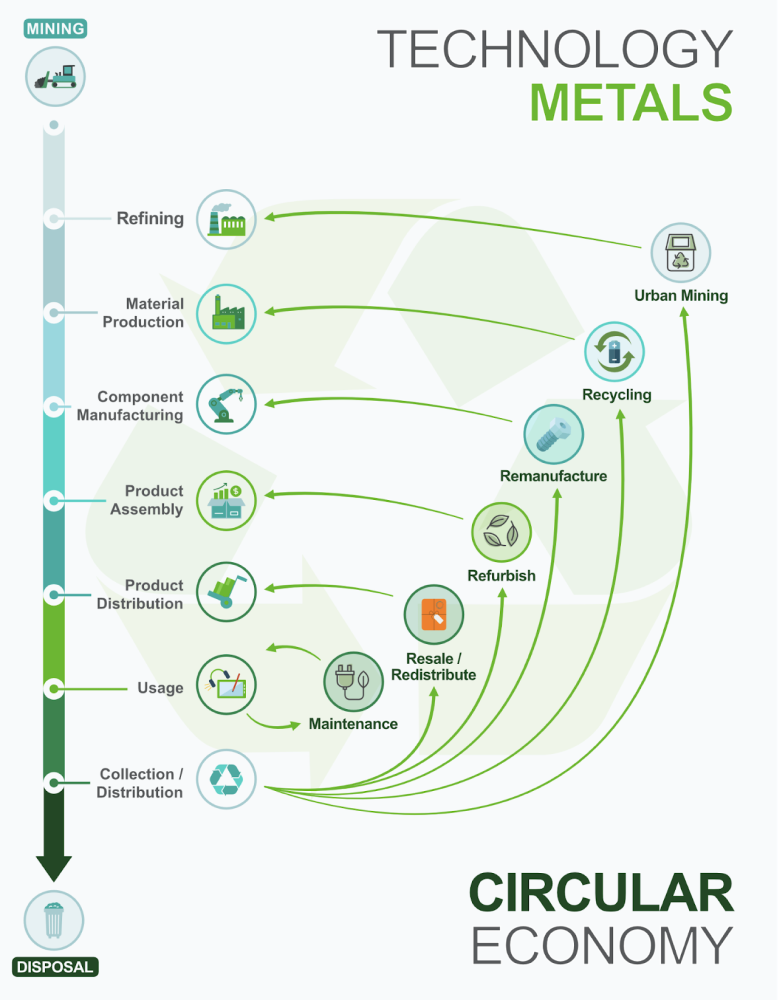 MINING
TECHNOLOGY
METALS
Refining
Urban Mining
Material
Production
Recycling
Component
Manufacturing
Remanufacture
Product
Assembly
Refurbish
Product
Distribution
Resale /
Redistribute
Usage
Maintenance
Collection /
Distribution
CIRCULAR
ECONOMY
DISPOSAL